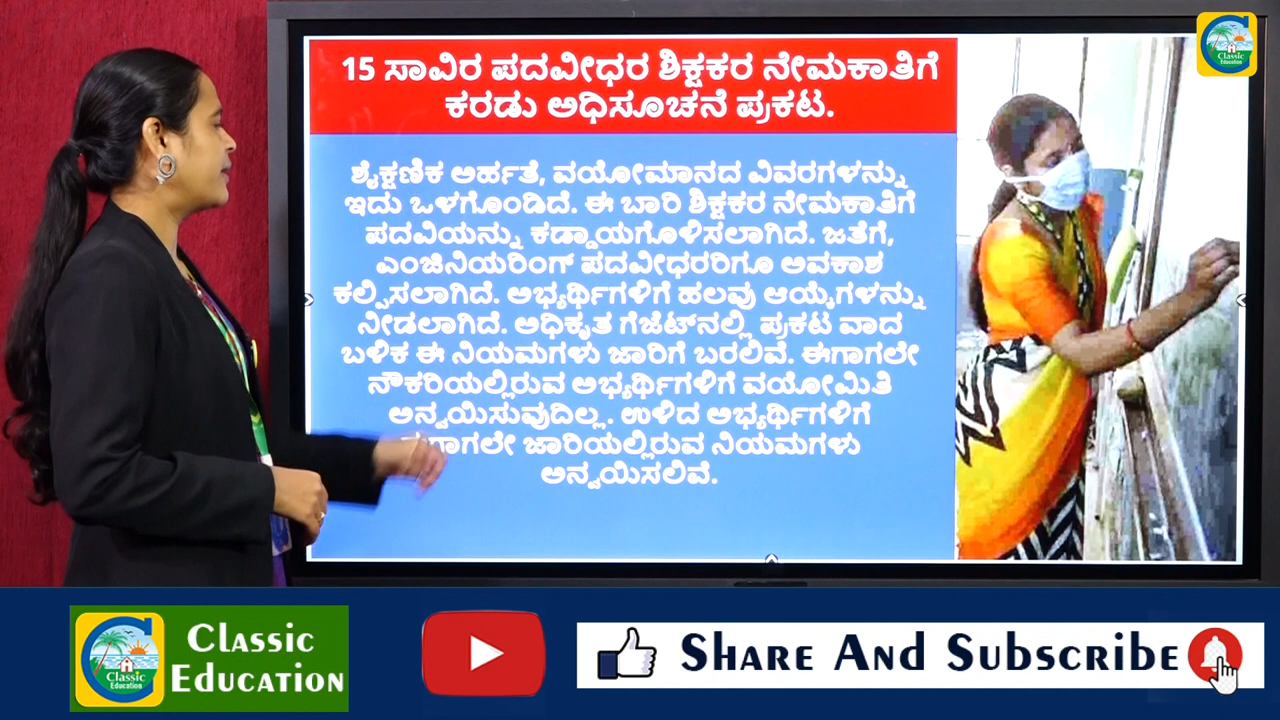 15 ಸಾವಿರ ಪದವೀಧರ ಶಿಕ್ಷಕರ ನೇಮಕಾತಿಗೆ
ಕರಡು ಅಧಿಸೂಚನೆ ಪ್ರಕಟ.
ಶೈಕ್ಷಣಿಕ ಅರ್ಹತೆ, ವಯೋಮಾನದ ವಿವರಗಳನ್ನು
ಇದು ಒಳಗೊಂಡಿದೆ. ಈ ಬಾರಿ ಶಿಕ್ಷಕರ ನೇಮಕಾತಿಗೆ
ಪದವಿಯನ್ನು ಕಡ್ಡಾಯಗೊಳಿಸಲಾಗಿದೆ. ಜತೆಗೆ,
ಎಂಜಿನಿಯರಿಂಗ್ ಪದವೀಧರರಿಗೂ ಅವಕಾಶ
ಕಲ್ಪಿಸಲಾಗಿದೆ. ಅಭ್ಯರ್ಥಿಗಳಿಗೆ ಹಲವು ಆಯ್ಕೆಗಳನ್ನು
ನೀಡಲಾಗಿದೆ. ಅಧಿಕೃತ ಗೆಜೆಟ್‌ನಲ್ಲಿ ಪ್ರಕಟ ವಾದ
ಬಳಿಕ ಈ ನಿಯಮಗಳು ಜಾರಿಗೆ ಬರಲಿವೆ. ಈಗಾಗಲೇ
ನೌಕರಿಯಲ್ಲಿರುವ ಅಭ್ಯರ್ಥಿಗಳಿಗೆ ವಯೋಮಿತಿ
ಅನ್ವಯಿಸುವುದಿಲ್ಲ. ಉಳಿದ ಅಭ್ಯರ್ಥಿಗಳಿಗೆ
ಜಾರಿಯಲ್ಲಿರುವ ನಿಯಮಗಳು
ಅನ್ವಯಿಸಲಿವೆ.
Classic
Education
Classic
Education
Classic
Education
Share And Subscribe